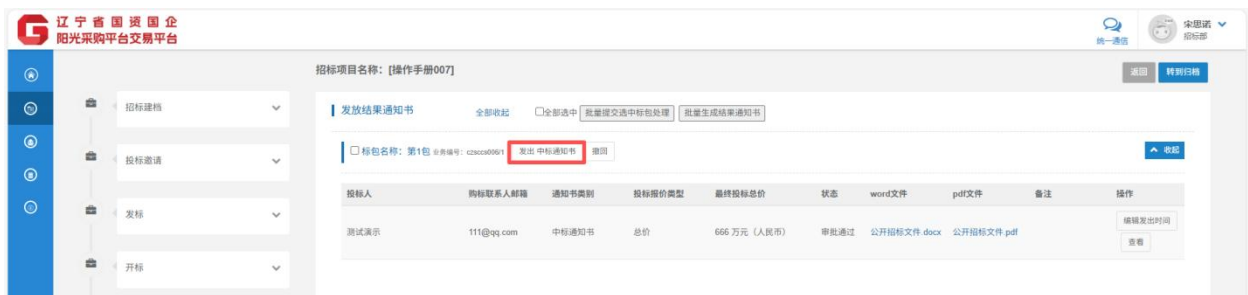 辽宁省国资国企
阳光采购平台交易平台
统一通信
宋思诺
招标部
招标项目名称：[操作手册007]
返回 转到归档
招标建档
投标邀请
发标
开标
发放结果通知书 全部收起 全部选中 批量提交选中标包处理 批量生成结果通知书
标包名称：第1包 业务编号：czsccs006/1 发出 中标通知书 撤回 收起
投标人 购标联系人邮箱 通知书类别 投标报价类型 最终投标总价 状态 word文件 pdf文件 备注 操作
测试演示 111@qq.com 中标通知书 总价 666 万元（人民币） 审批通过 公开招标文件.docx 公开招标文件.pdf
编辑发出时间
查看